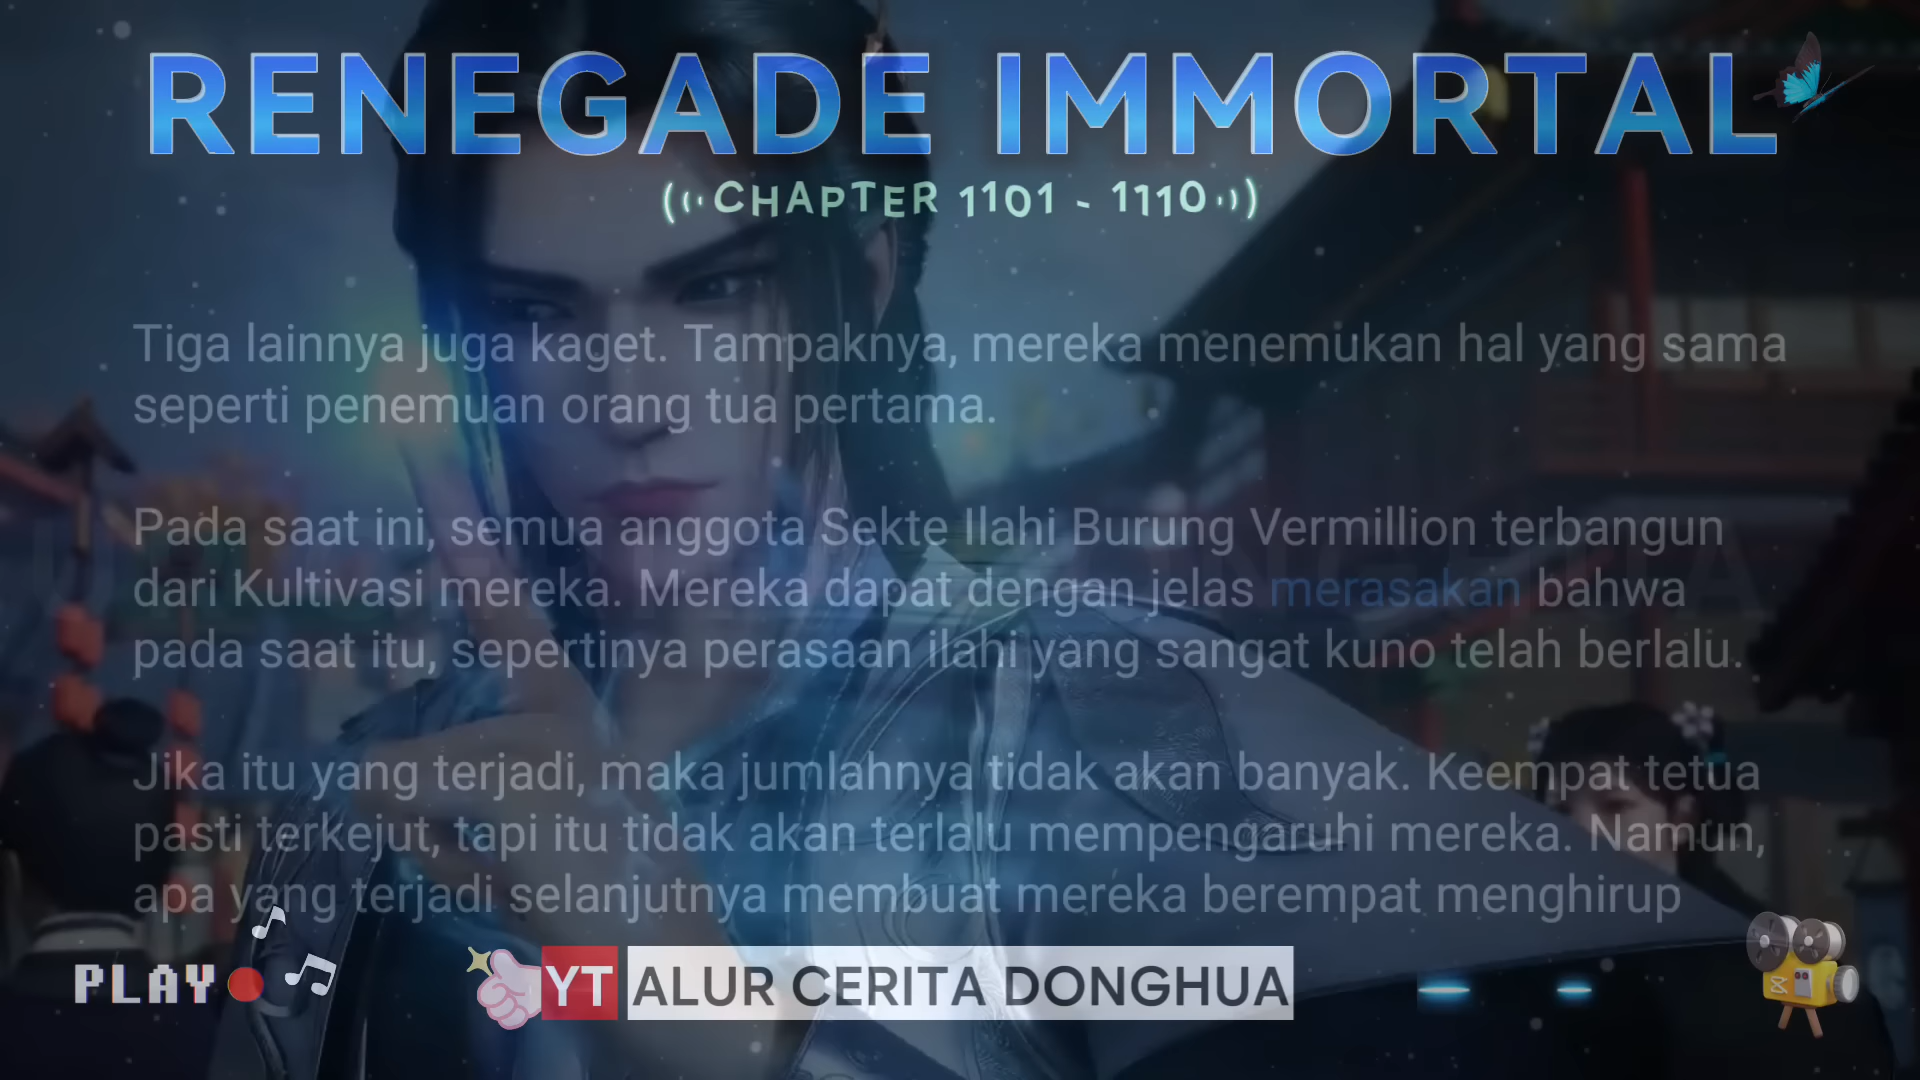 RENEGADE IMMORTAL
CHAPTER 1101 - 1110
Tiga lainnya juga kaget. Tampaknya, mereka menemukan hal yang sama
seperti penemuan orang tua pertama.
Pada saat ini, semua anggota Sekte Ilahi Burung Vermillion terbangun
dari Kultivasi mereka. Mereka dapat dengan jelas merasakan bahwa
pada saat itu, sepertinya perasaan ilahi yang sangat kuno telah berlalu.
Jika itu yang terjadi, maka jumlahnya tidak akan banyak. Keempat tetua
pasti terkejut, tapi itu tidak akan terlalu mempengaruhi mereka. Namun,
apa yang terjadi selanjutnya membuat mereka berempat menghirup
PLAY
YT ALUR CERITA DONGHUA